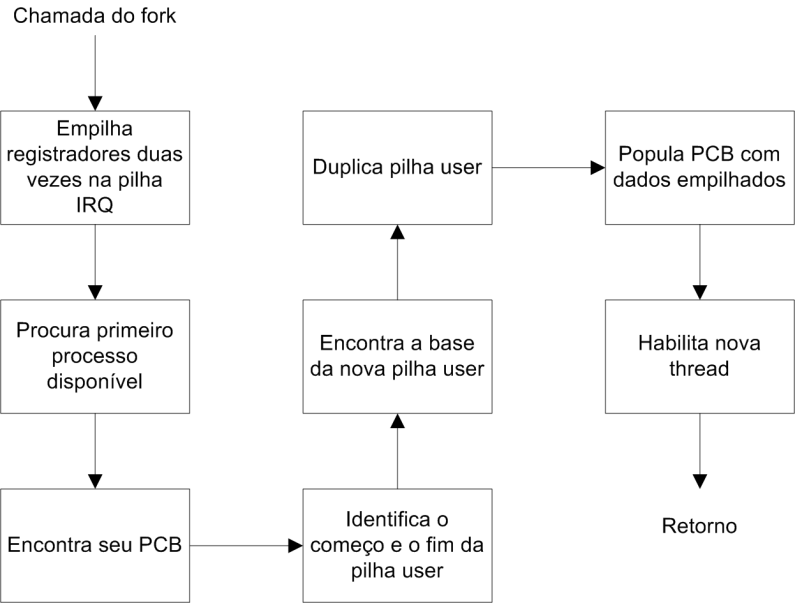 Chamada do fork
Empilha
registradores duas
vezes na pilha
IRQ
Procura primeiro
processo
disponível
Encontra seu PCB
Identifica o
começo e o fim da
pilha user
Encontra a base
da nova pilha user
Duplica pilha user
Popula PCB com
dados empilhados
Habilita nova
thread
Retorno